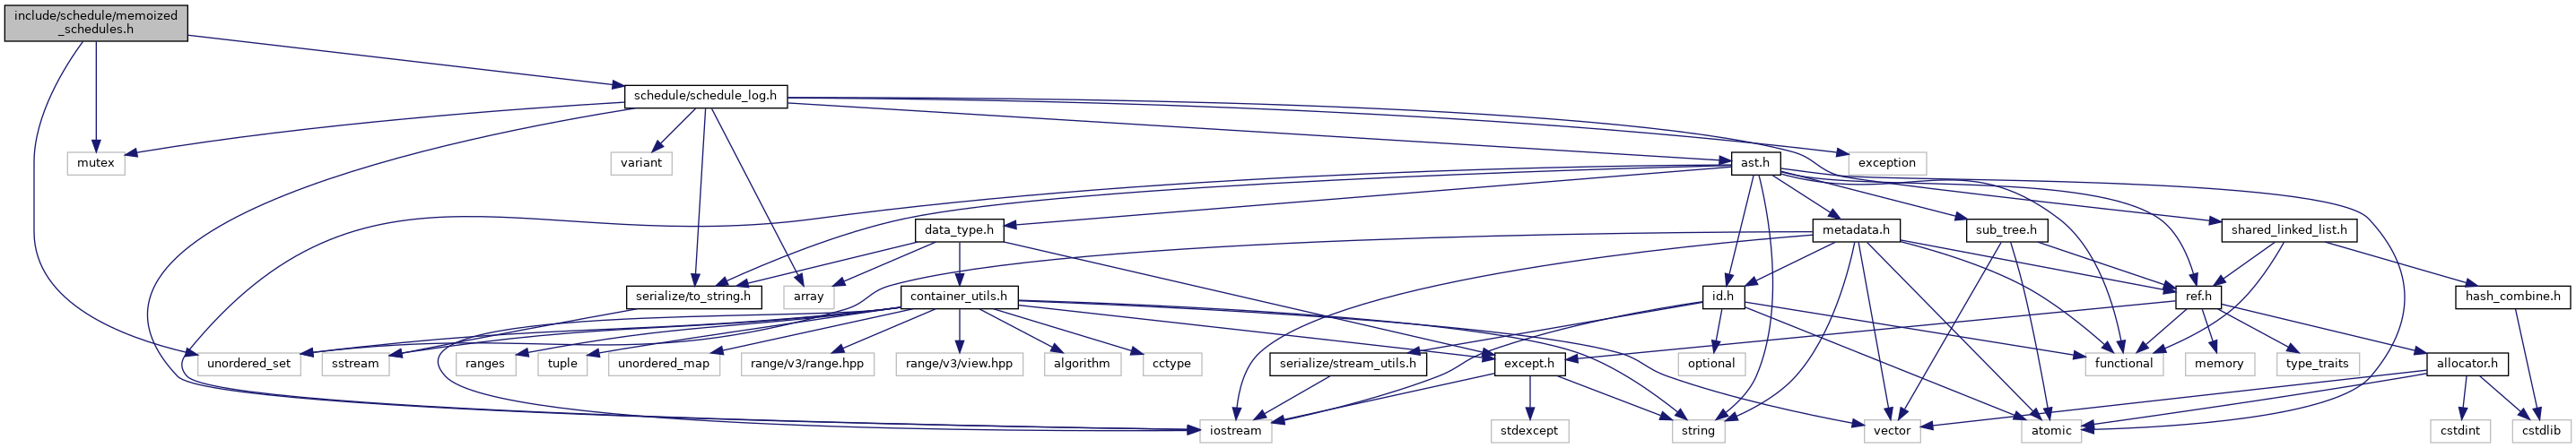 include/schedule/memoized
_schedules.h
schedule/schedule_log.h
mutex
variant
ast.h
exception
data_type.h
metadata.h
sub_tree.h
shared_linked_list.h
serialize/to_string.h
array
container_utils.h
id.h
ref.h
hash_combine.h
unordered_set
sstream
ranges
tuple
unordered_map
range/v3/range.hpp
range/v3/view.hpp
algorithm
cctype
serialize/stream_utils.h
except.h
optional
functional
memory
type_traits
allocator.h
iostream
stdexcept
string
vector
atomic
cstdint
cstdlib